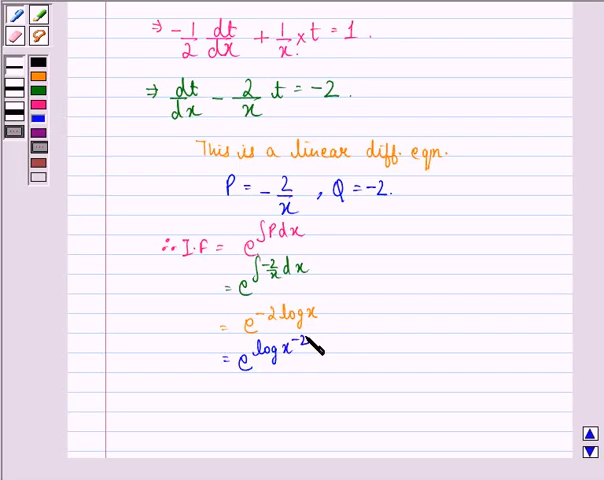 ⇒ -1/2 dt/dx + 1/x. × t = 1.
⇒ dt/dx - 2/x t = -2.
This is a linear diff. eqn.
P = -2/x , Q = -2.
∴ I.F = e^∫Pdx
= e^∫-2/x dx
= e^-2logx
= e^logx^-2